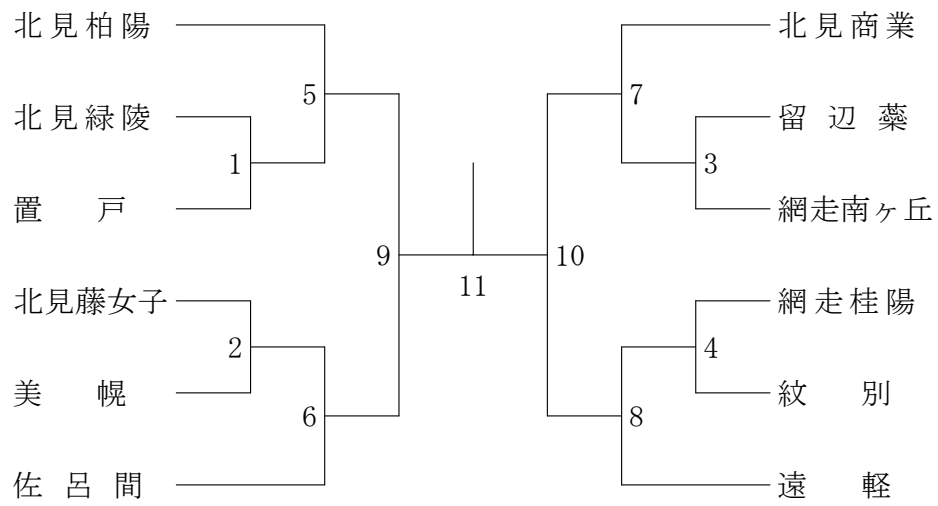 北見柏陽
北見緑陵
置戸
北見藤女子
美幌
佐呂間
1
2
5
6
9
11
10
7
8
3
4
北見商業
留辺蘂
網走南ヶ丘
網走桂陽
紋別
遠軽